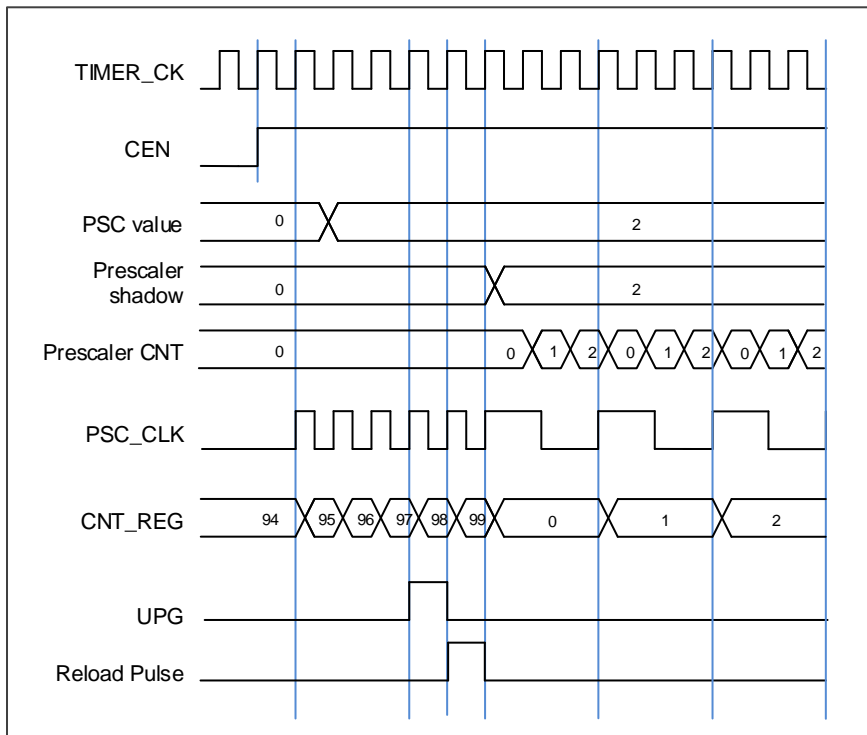 TIMER_CK
CEN
PSC value 0 2
Prescaler
shadow 0 2
Prescaler CNT 0 0 1 2 0 1 2 0 1 2
PSC_CLK
CNT_REG 94 95 96 97 98 99 0 1 2
UPG
Reload Pulse